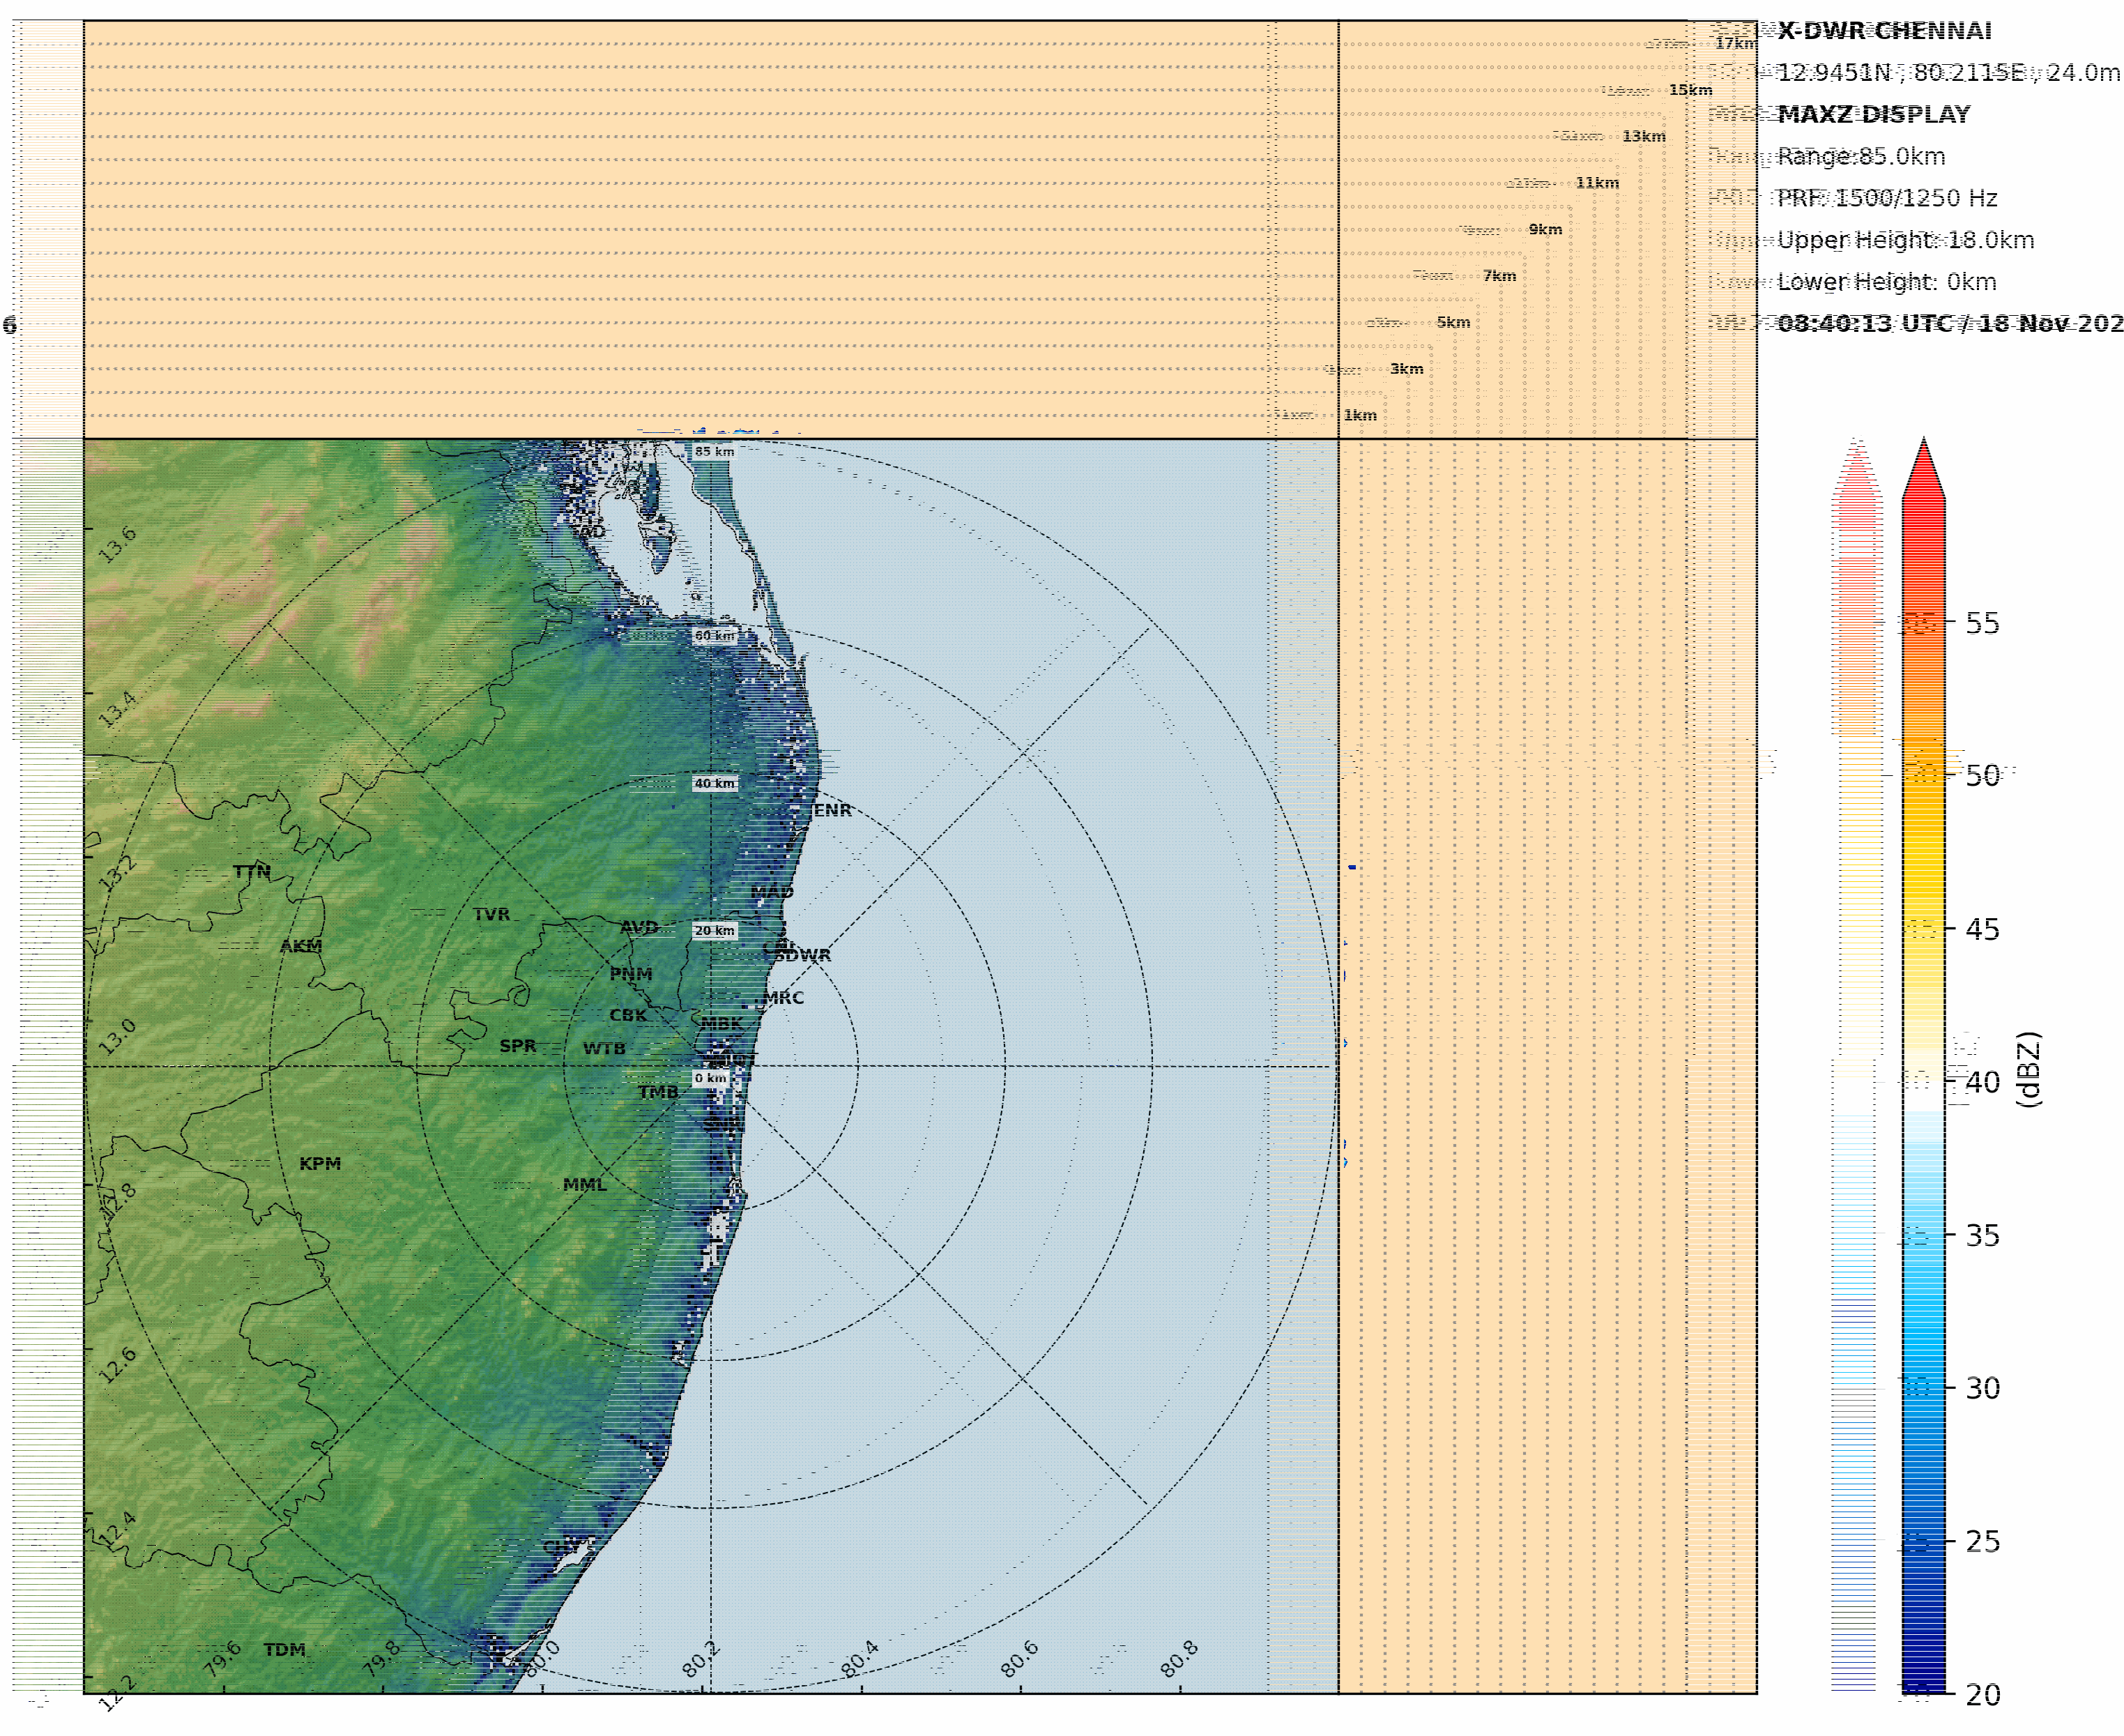 X-DWR CHENNAI
12.9451N , 80.2115E , 24.0m
MAXZ DISPLAY
Range:85.0km
PRF: 1500/1250 Hz
Upper Height: 18.0km
Lower Height: 0km
08:40:13 UTC / 18 Nov 202
6
17km
15km
13km
11km
9km
7km
5km
3km
1km
85 km
60 km
40 km
20 km
0 km
ENR
MAD
TTN
TVR
AVD
AKM
SDWR
PNM
MRC
CBK
MBK
SPR
WTB
TMB
KPM
MML
TDM
13.6
13.4
13.2
13.0
12.8
12.6
12.4
12.2
79.6
79.8
80.0
80.2
80.4
80.6
80.8
55
50
45
40
35
30
25
20
(dBZ)